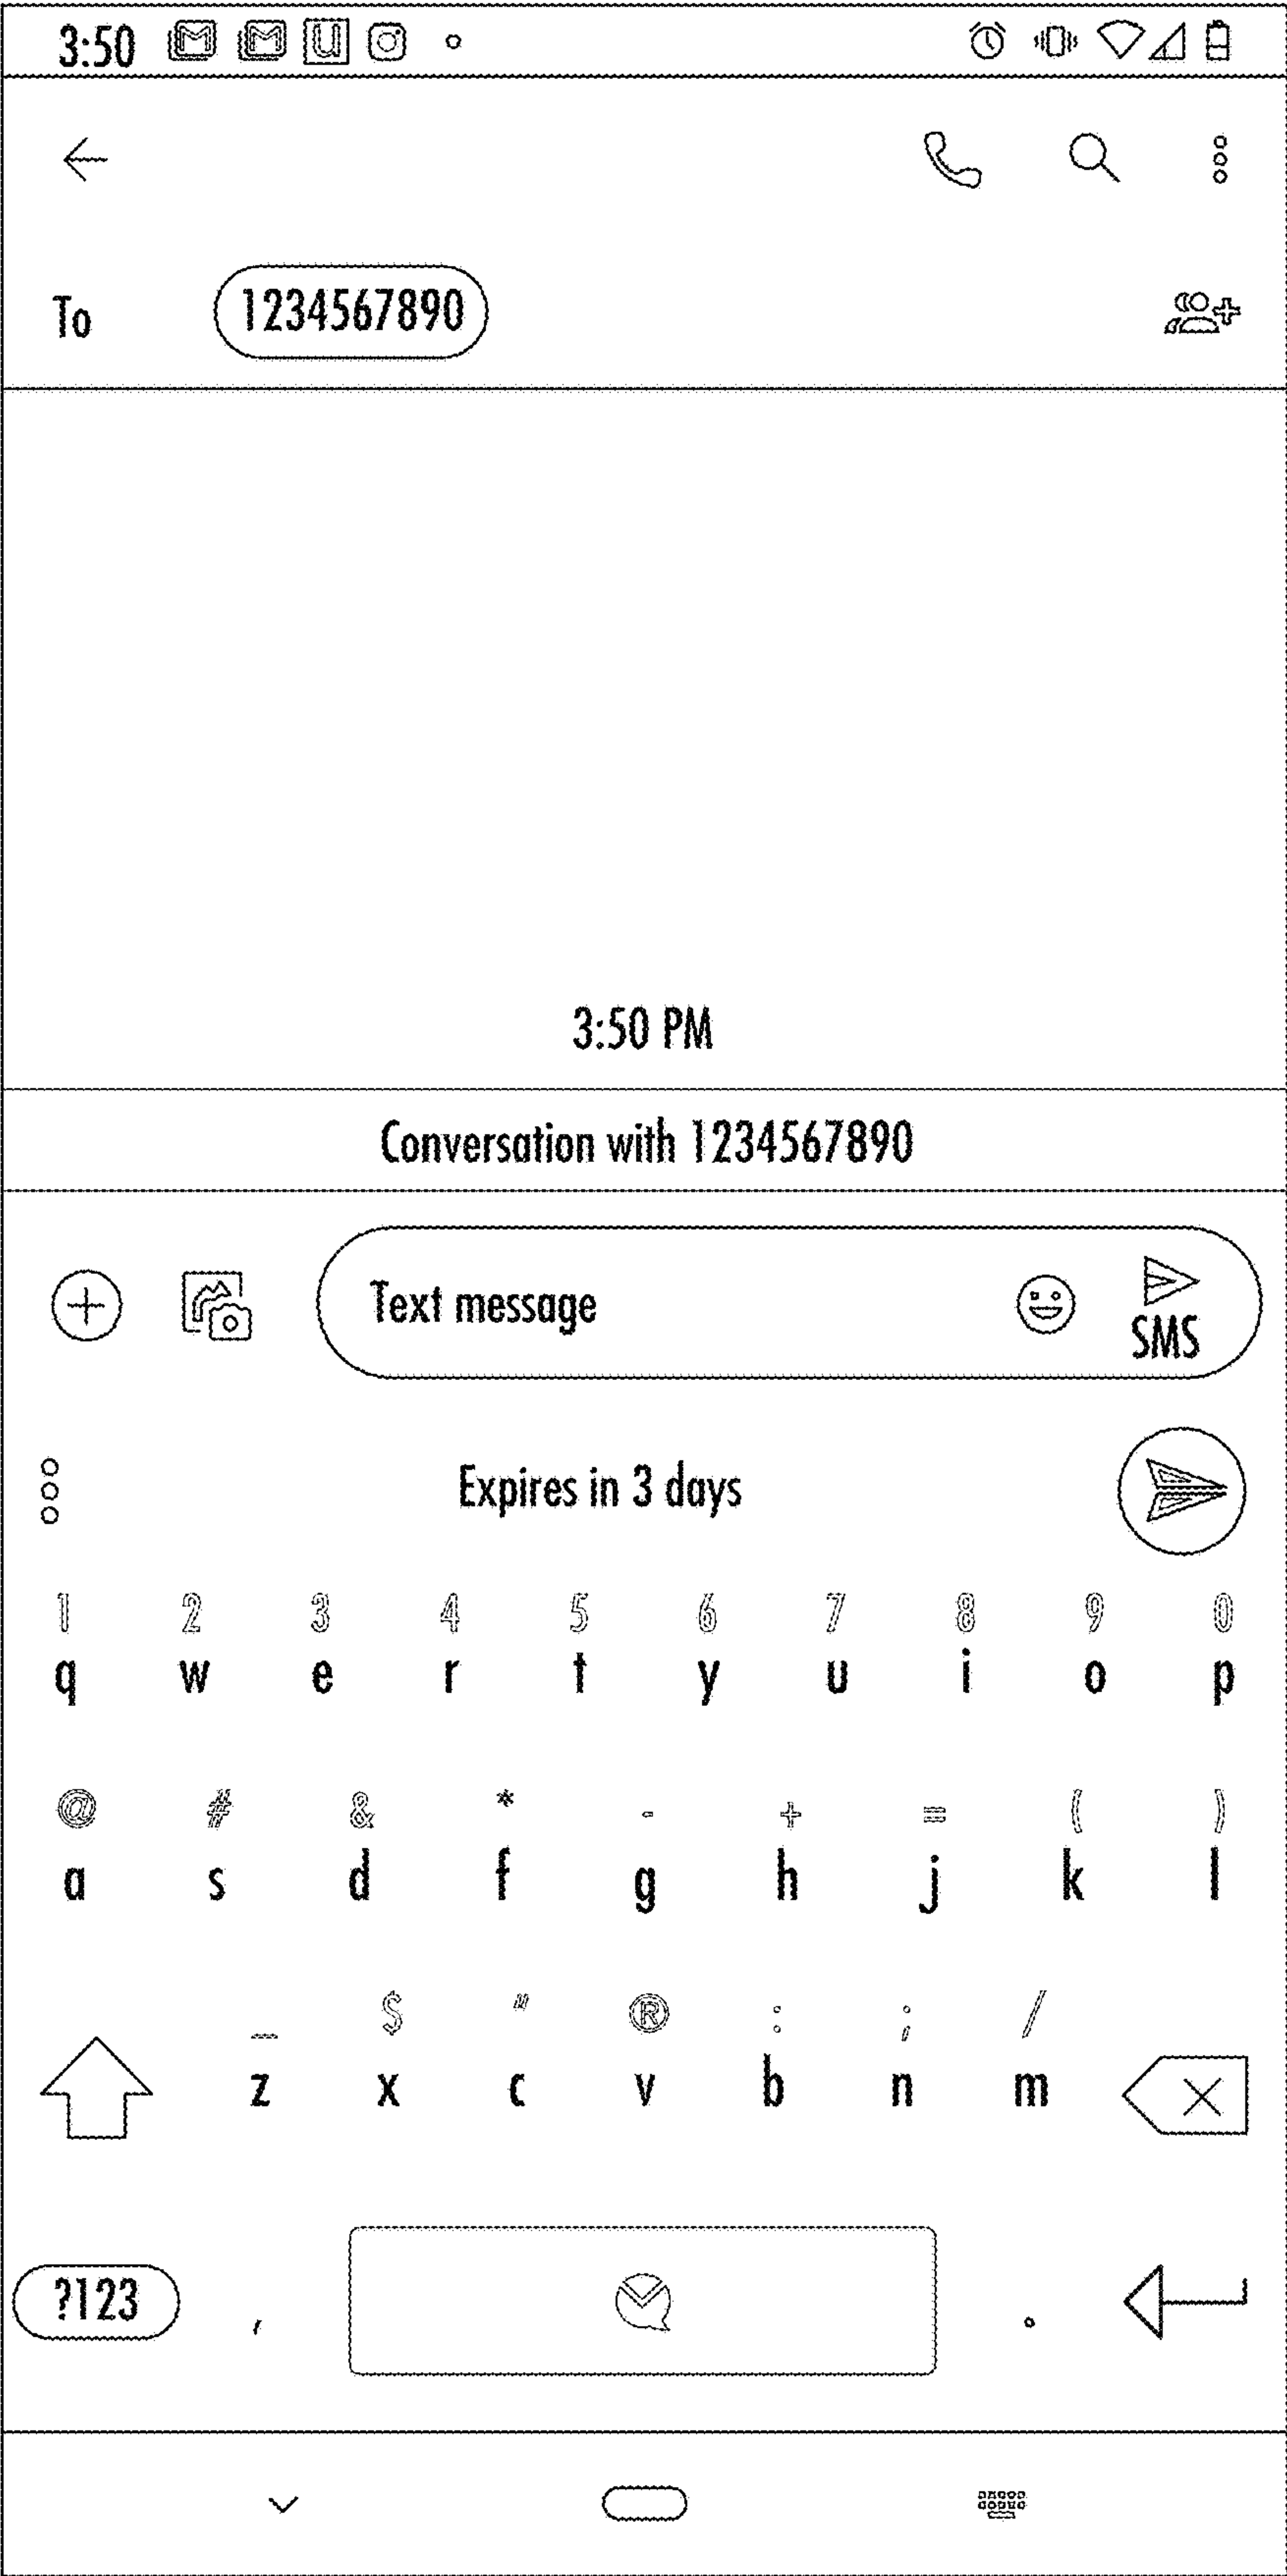 3:50
To 1234567890
3:50 PM
Conversation with 1234567890
Text message
SMS
Expires in 3 days
1 2 3 4 5 6 7 8 9 0
q w e r t y u i o p
@ # & * - + = ( )
a s d f g h j k l
_ $ " ® : ; /
z x c v b n m
?123 , .